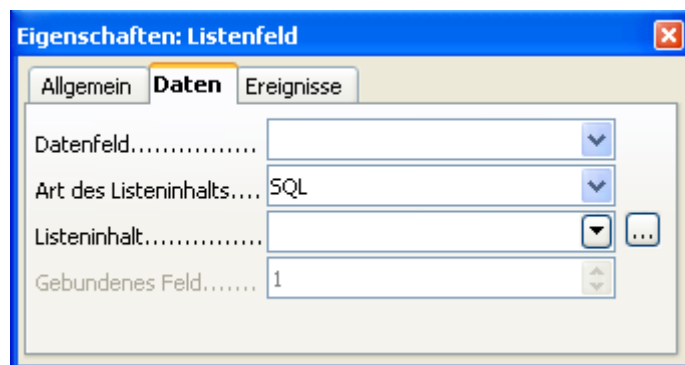 Eigenschaften: Listenfeld
Allgemein Daten Ereignisse
Datenfeld................
Art des Listeninhalts.... SQL
Listeninhalt............... ...
Gebundenes Feld....... 1